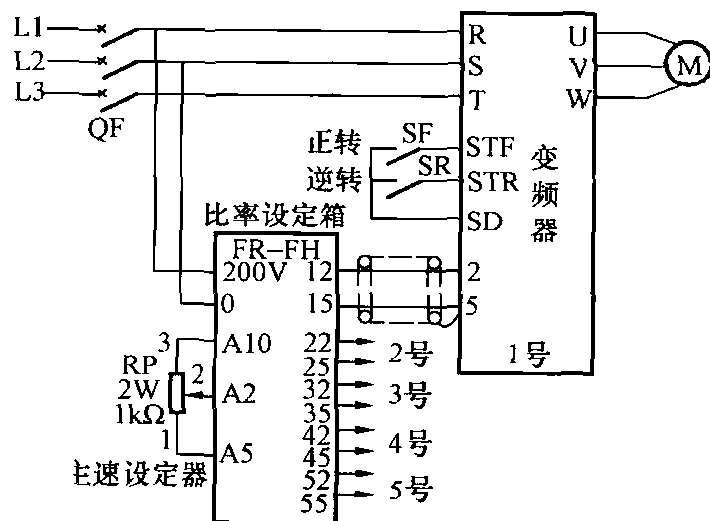 L1
L2
L3
QF
R
S
T
U
V
W
M
正转
SF
STF
逆转
SR
STR
SD
变频器
2
5
1号
比率设定箱
FR-FH
200V
12
0
15
3
A10
22
2号
RP
2W
1kΩ
2
A2
25
32
3号
35
42
4号
1
A5
45
52
5号
55
主速设定器